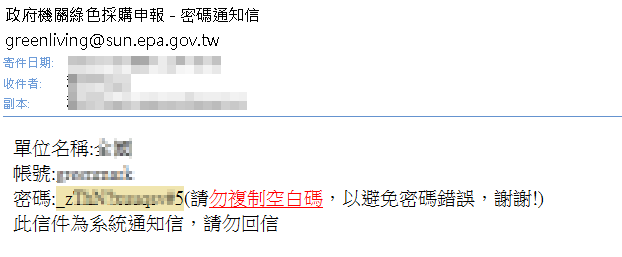 政府機關綠色採購申報 - 密碼通知信
greenliving@sun.epa.gov.tw
寄件日期:
收件者:
副本:
單位名稱:
帳號:
密碼:(請勿複制空白碼，以避免密碼錯誤，謝謝!)
此信件為系統通知信，請勿回信